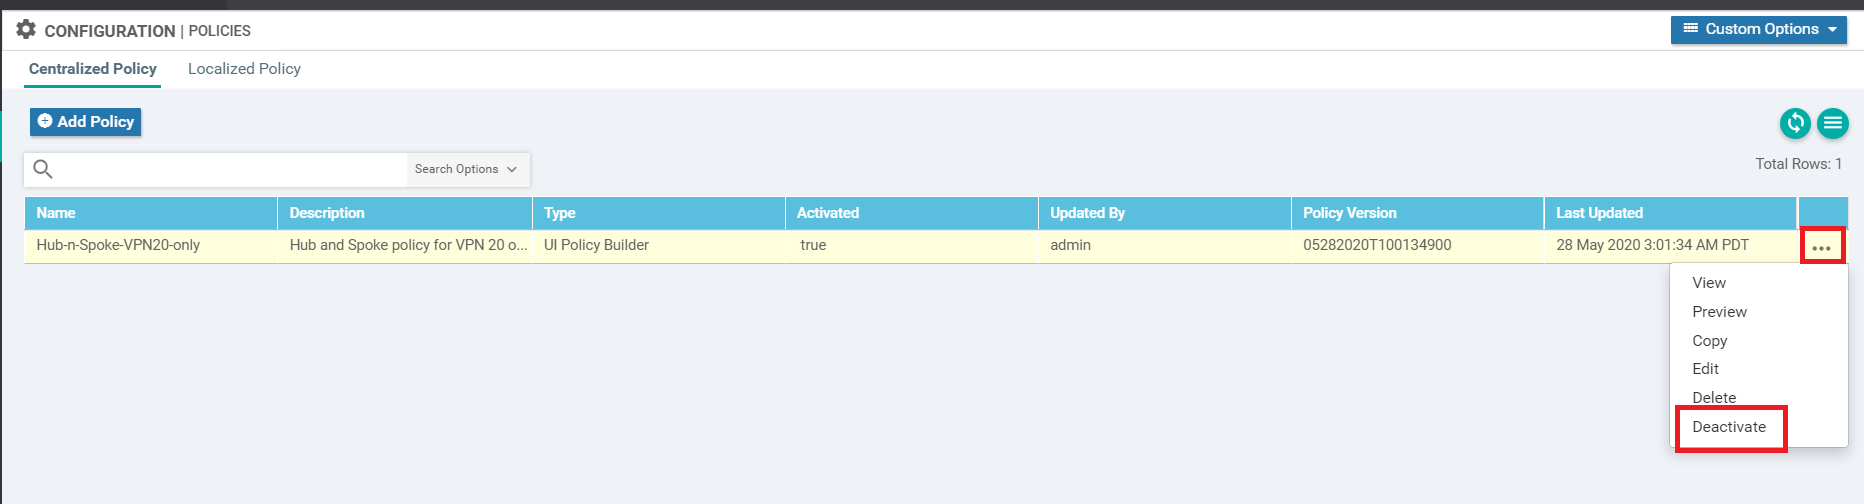 CONFIGURATION | POLICIES
Custom Options
Centralized Policy Localized Policy
Add Policy
Search Options
Total Rows: 1
Name Description Type Activated Updated By Policy Version Last Updated
Hub-n-Spoke-VPN20-only Hub and Spoke policy for VPN 20 o... UI Policy Builder true admin 05282020T100134900 28 May 2020 3:01:34 AM PDT
View
Preview
Copy
Edit
Delete
Deactivate